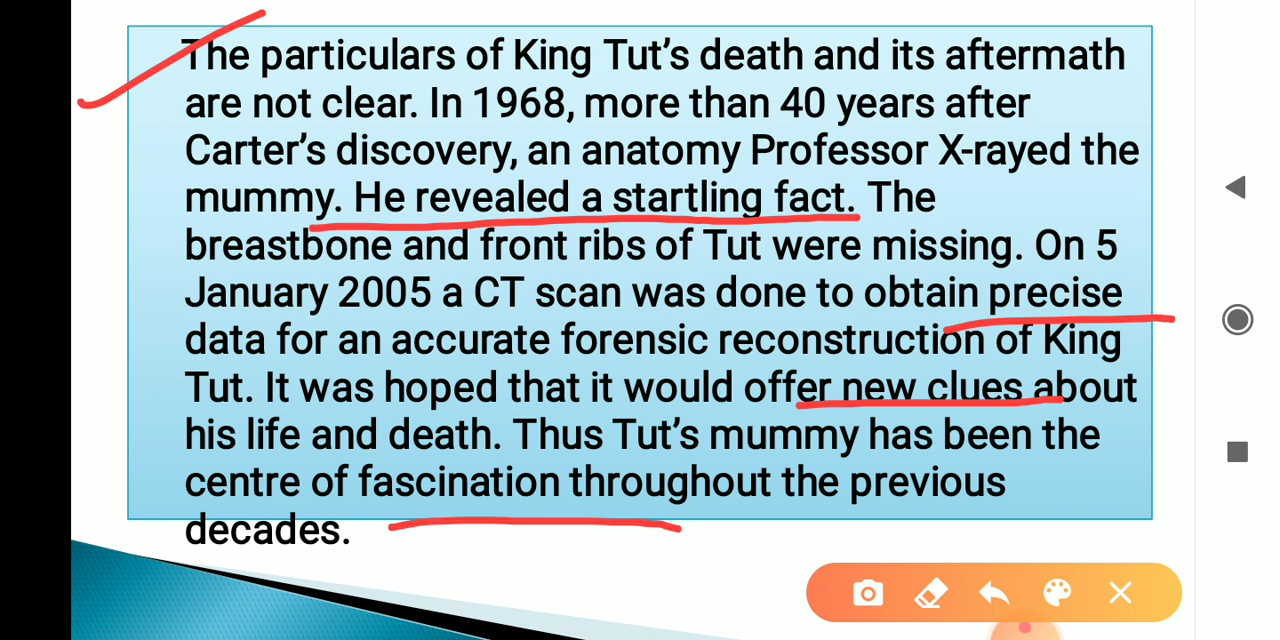 The particulars of King Tut's death and its aftermath
are not clear. In 1968, more than 40 years after
Carter's discovery, an anatomy Professor X-rayed the
mummy. He revealed a startling fact. The
breastbone and front ribs of Tut were missing. On 5
January 2005 a CT scan was done to obtain precise
data for an accurate forensic reconstruction of King
Tut. It was hoped that it would offer new clues about
his life and death. Thus Tut's mummy has been the
centre of fascination throughout the previous
decades.